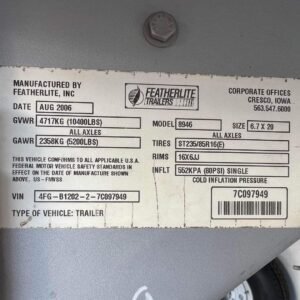 MANUFACTURED BY
FEATHERLITE, INC
FEATHERLITE
TRAILERS
CORPORATE OFFICES
CRESCO, IOWA
563.547.6000
DATE AUG 2006
GVWR 4717KG (10400LBS)
ALL AXLES
GAWR 2358KG (5200LBS)
MODEL 8946 SIZE 6.7 X 20
ALL AXLES
TIRES ST235/85R16(E)
RIMS 16X6JJ
INFLT 552KPA (80PSI) SINGLE
COLD INFLATION PRESSURE
THIS VEHICLE CONFORMS TO ALL APPLICABLE U.S.
FEDERAL MOTOR VEHICLE SAFETY STANDARDS IN
EFFECT ON THE DATE OF MANUFACTURE SHOWN
ABOVE. US - FMVSS
VIN 4FG-B1202-2-7C097949
7C097949
TYPE OF VEHICLE: TRAILER